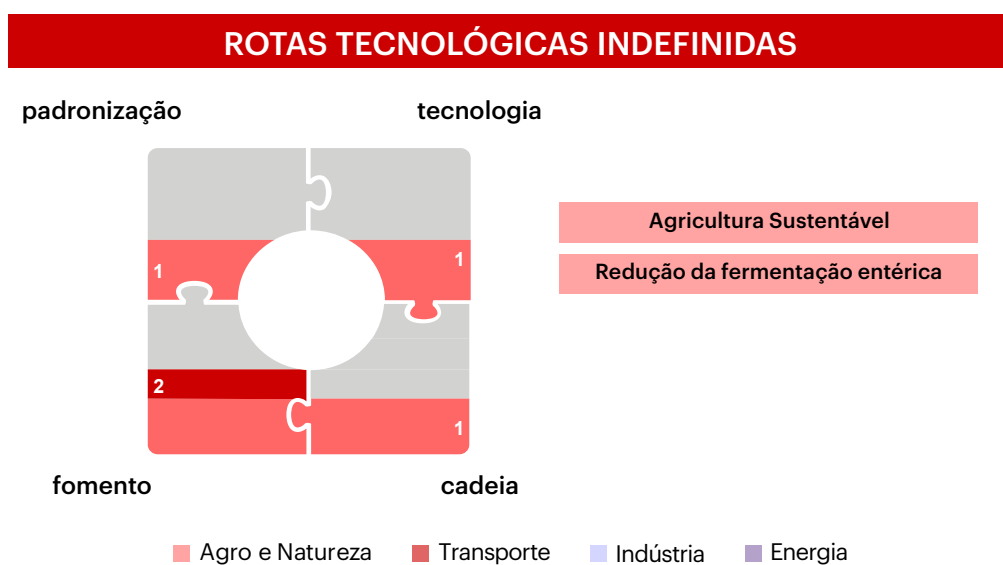 ROTAS TECNOLÓGICAS INDEFINIDAS
padronização
tecnologia
1
1
2
1
fomento
cadeia
Agricultura Sustentável
Redução da fermentação entérica
Agro e Natureza
Transporte
Indústria
Energia